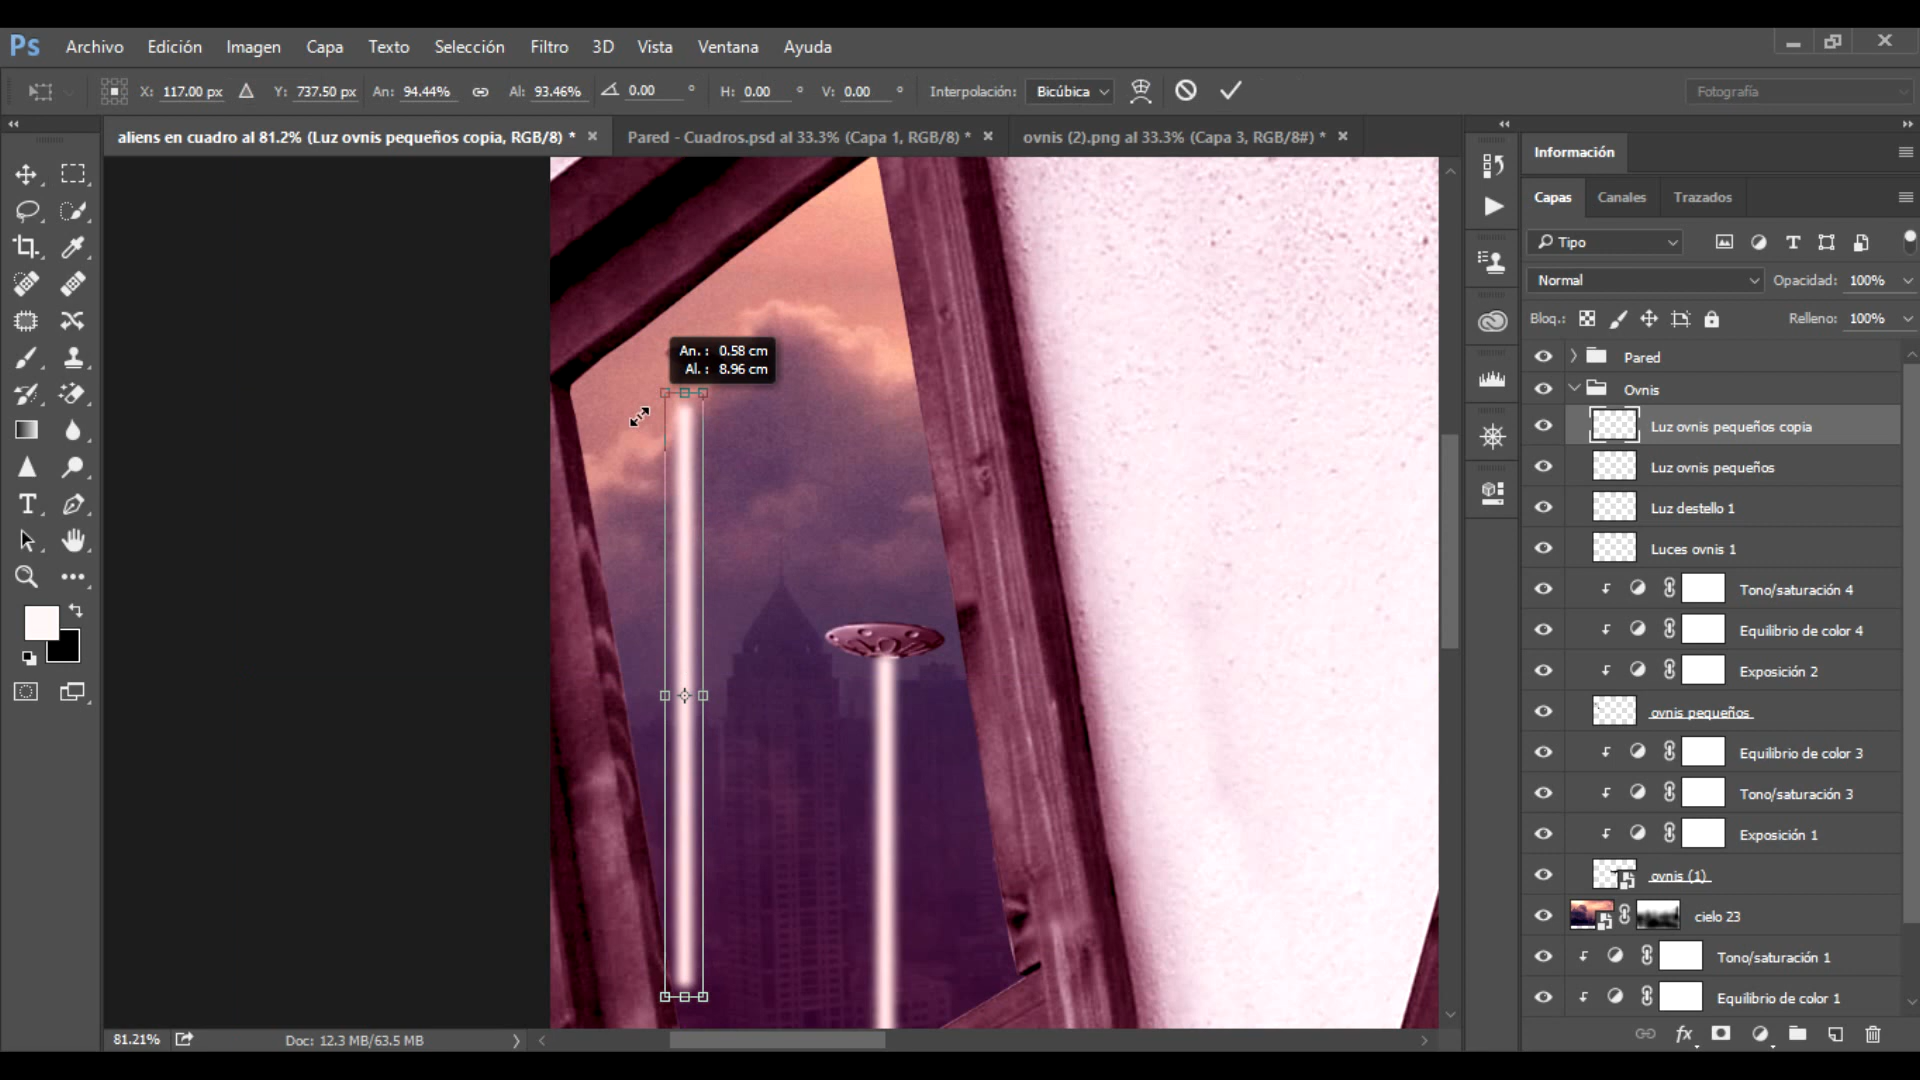 Ps Archivo Edición Imagen Capa Texto Selección Filtro 3D Vista Ventana Ayuda
X: 117.00 px Y: 737.50 px An: 94.44% Al: 93.46% 0.00 ° H: 0.00 ° V: 0.00 ° Interpolación: Bicúbica Fotografía
aliens en cuadro al 81.2% (Luz ovnis pequeños copia, RGB/8) * Pared - Cuadros.psd al 33.3% (Capa 1, RGB/8) * ovnis (2).png al 33.3% (Capa 3, RGB/8#) *
An. : 0.58 cm
Al. : 8.96 cm
Información
Capas Canales Trazados
Tipo
Normal Opacidad: 100%
Bloq.: Relleno: 100%
Pared
Ovnis
Luz ovnis pequeños copia
Luz ovnis pequeños
Luz destello 1
Luces ovnis 1
Tono/saturación 4
Equilibrio de color 4
Exposición 2
ovnis pequeños
Equilibrio de color 3
Tono/saturación 3
Exposición 1
ovnis (1)
cielo 23
Tono/saturación 1
Equilibrio de color 1
fx
81.21% Doc: 12.3 MB/63.5 MB